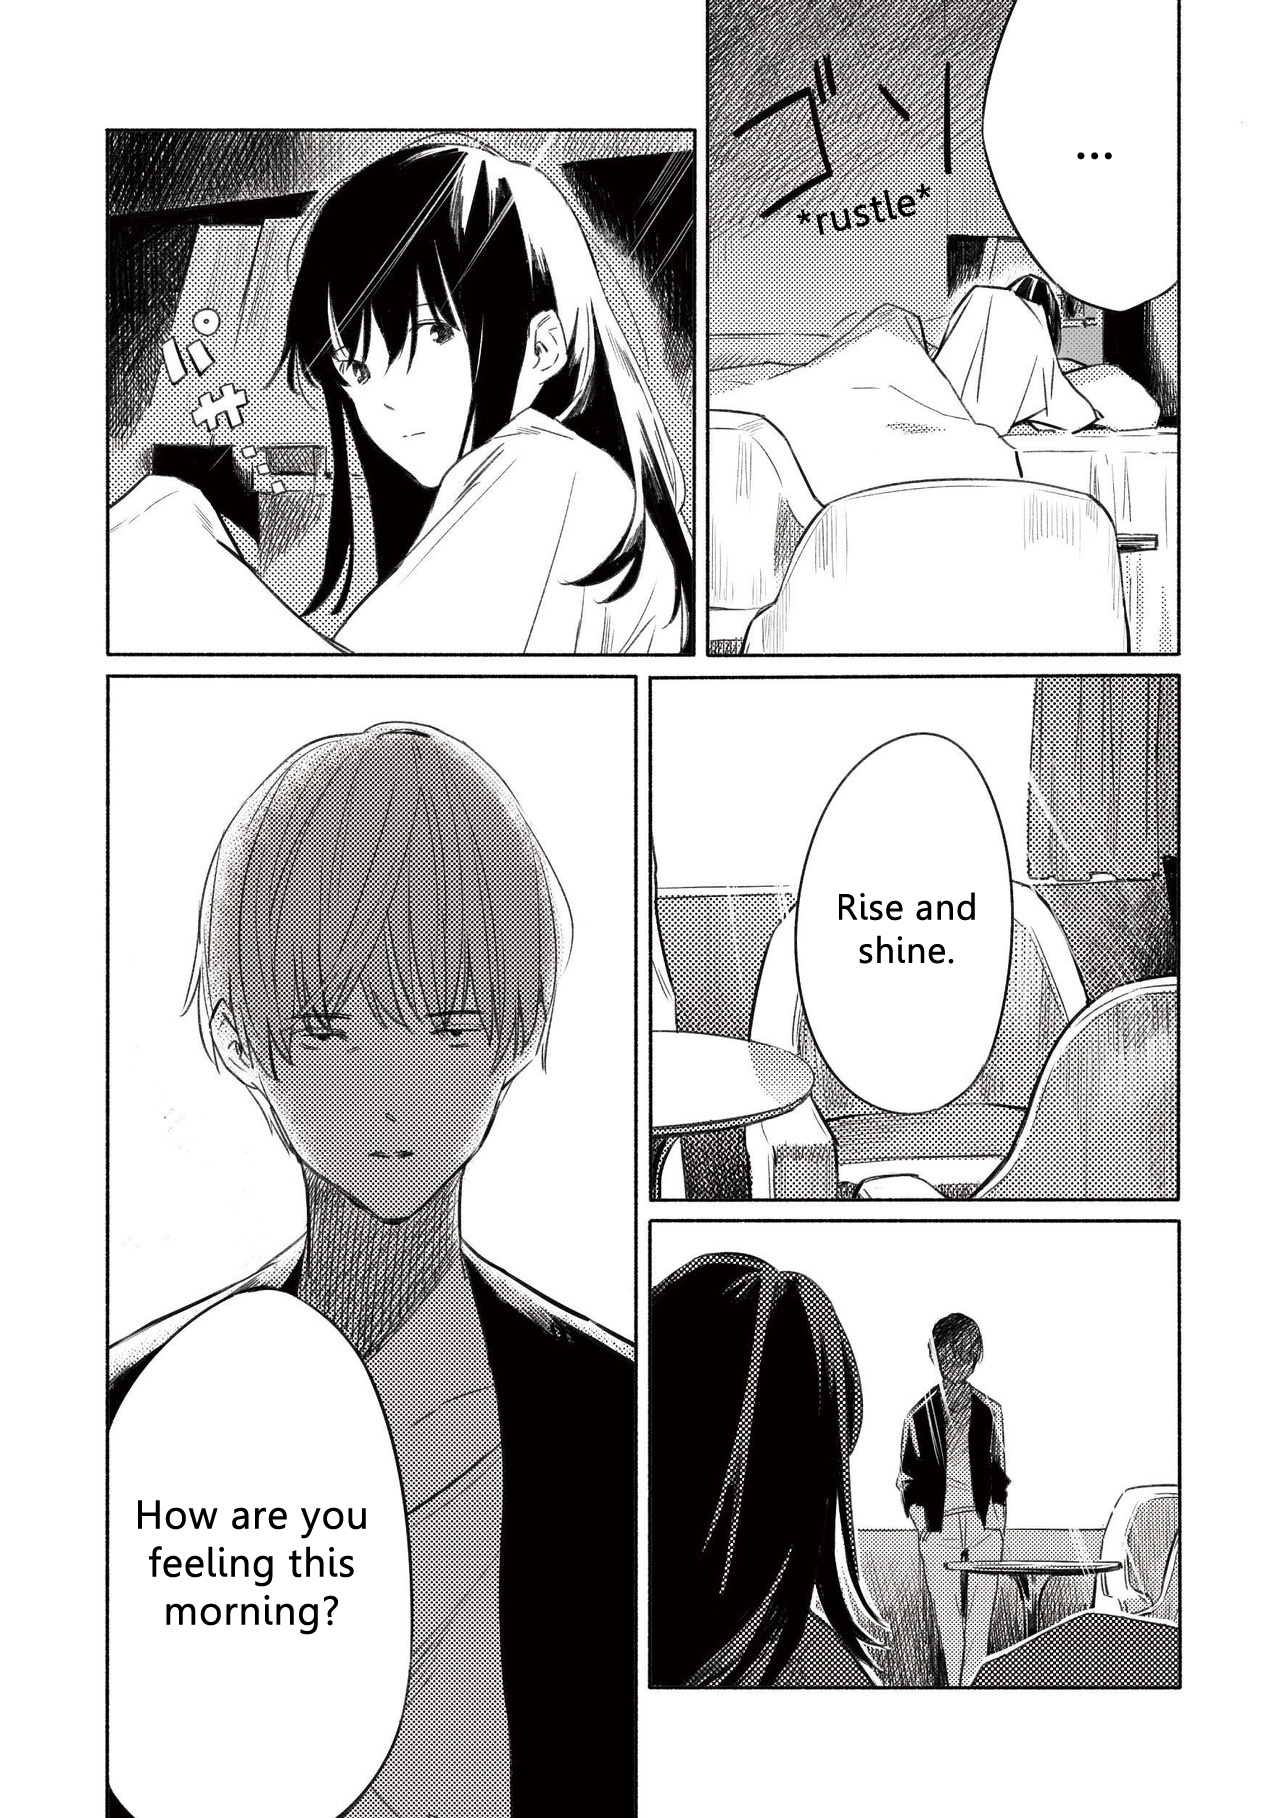 ...
ゴソ
*rustle*
パサ
Rise and
shine.
How are you
feeling this
morning?